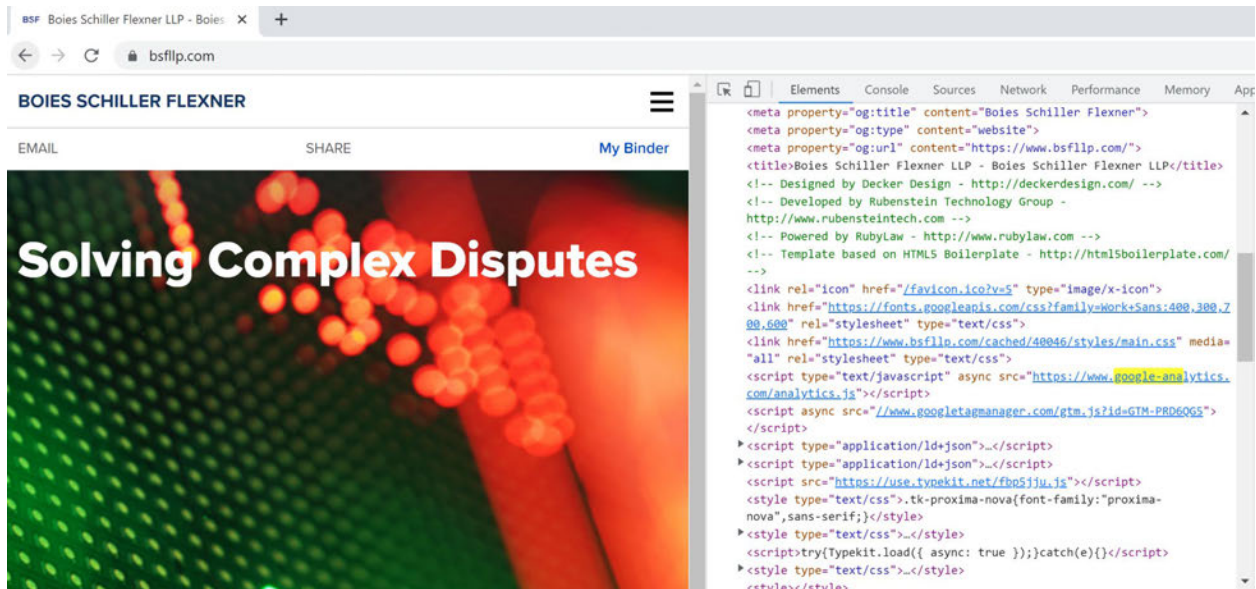 BSF Boies Schiller Flexner LLP - Boies
bsfllp.com
BOIES SCHILLER FLEXNER
EMAIL SHARE My Binder
Solving Complex Disputes
Elements Console Sources Network Performance Memory App
<meta property="og:title" content="Boies Schiller Flexner">
<meta property="og:type" content="website">
<meta property="og:url" content="https://www.bsfllp.com/">
<title>Boies Schiller Flexner LLP - Boies Schiller Flexner LLP</title>
<!-- Designed by Decker Design - http://deckerdesign.com/ -->
<!-- Developed by Rubenstein Technology Group -
http://www.rubensteintech.com -->
<!-- Powered by RubyLaw - http://www.rubylaw.com -->
<!-- Template based on HTML5 Boilerplate - http://html5boilerplate.com/
-->
<link rel="icon" href="/favicon.ico?v=5" type="image/x-icon">
<link href="https://fonts.googleapis.com/css?family=Work+Sans:400,300,7
00,600" rel="stylesheet" type="text/css">
<link href="https://www.bsfllp.com/cached/40046/styles/main.css" media=
"all" rel="stylesheet" type="text/css">
<script type="text/javascript" async src="https://www.google-analytics.
com/analytics.js"></script>
<script async src="//www.googletagmanager.com/gtm.js?id=GTM-PRD6QG5">
</script>
<script type="application/ld+json">…</script>
<script type="application/ld+json">…</script>
<script src="https://use.typekit.net/fbp5jju.js"></script>
<style type="text/css">.tk-proxima-nova{font-family:"proxima-
nova",sans-serif;}</style>
<style type="text/css">…</style>
<script>try{Typekit.load({ async: true });}catch(e){}</script>
<style type="text/css">…</style>
<style></style>